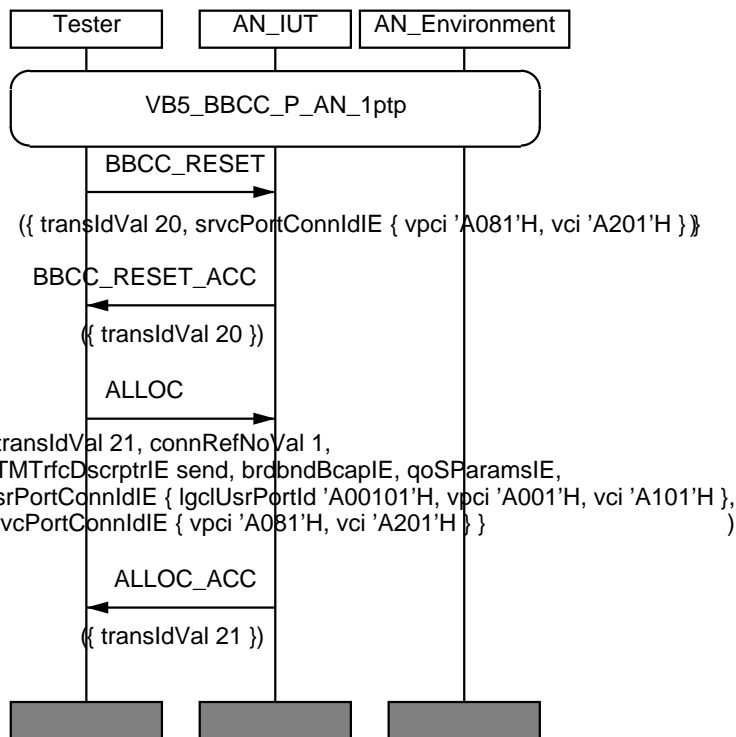 Tester AN_IUT AN_Environment
VB5_BBCC_P_AN_1ptp
BBCC_RESET
({ transIdVal 20, srvcPortConnIdIE { vpci 'A081'H, vci 'A201'H } })
BBCC_RESET_ACC
({ transIdVal 20 })
ALLOC
transIdVal 21, connRefNoVal 1,
TMTrfcDscrptrIE send, brdbndBcapIE, qoSParamsIE,
srPortConnIdIE { lgclUsrPortId 'A00101'H, vpci 'A001'H, vci 'A101'H },
vcPortConnIdIE { vpci 'A081'H, vci 'A201'H } } )
ALLOC_ACC
({ transIdVal 21 })